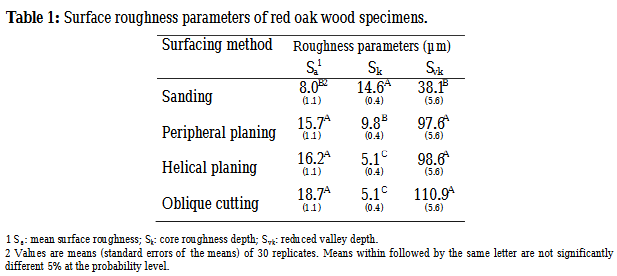 Table 1: Surface roughness parameters of red oak wood specimens.
Surfacing method Roughness parameters (µm)
Sa1 Sk Svk
Sanding 8.0B2 14.6A 38.1B
(1.1) (0.4) (5.6)
Peripheral planing 15.7A 9.8B 97.6A
(1.1) (0.4) (5.6)
Helical planing 16.2A 5.1C 98.6A
(1.1) (0.4) (5.6)
Oblique cutting 18.7A 5.1C 110.9A
(1.1) (0.4) (5.6)
1 Sa: mean surface roughness; Sk: core roughness depth; Svk: reduced valley depth.
2 Values are means (standard errors of the means) of 30 replicates. Means within followed by the same letter are not significantly
different 5% at the probability level.